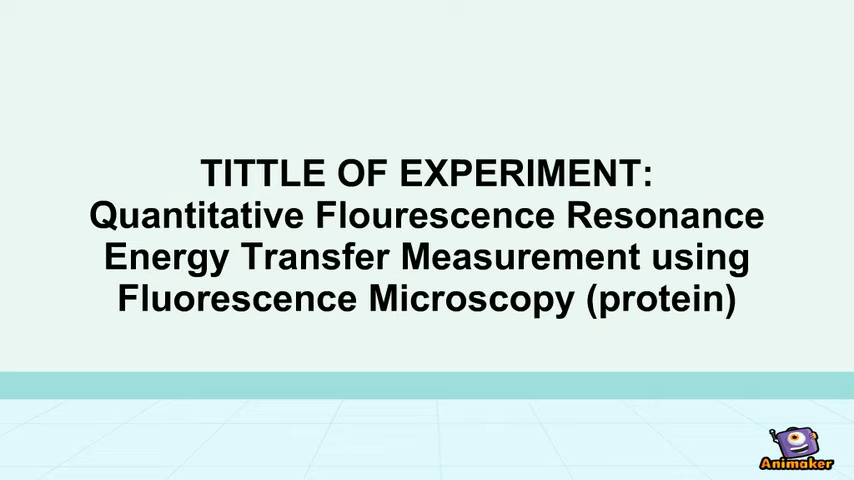 TITTLE OF EXPERIMENT:
Quantitative Flourescence Resonance
Energy Transfer Measurement using
Fluorescence Microscopy (protein)
Animaker